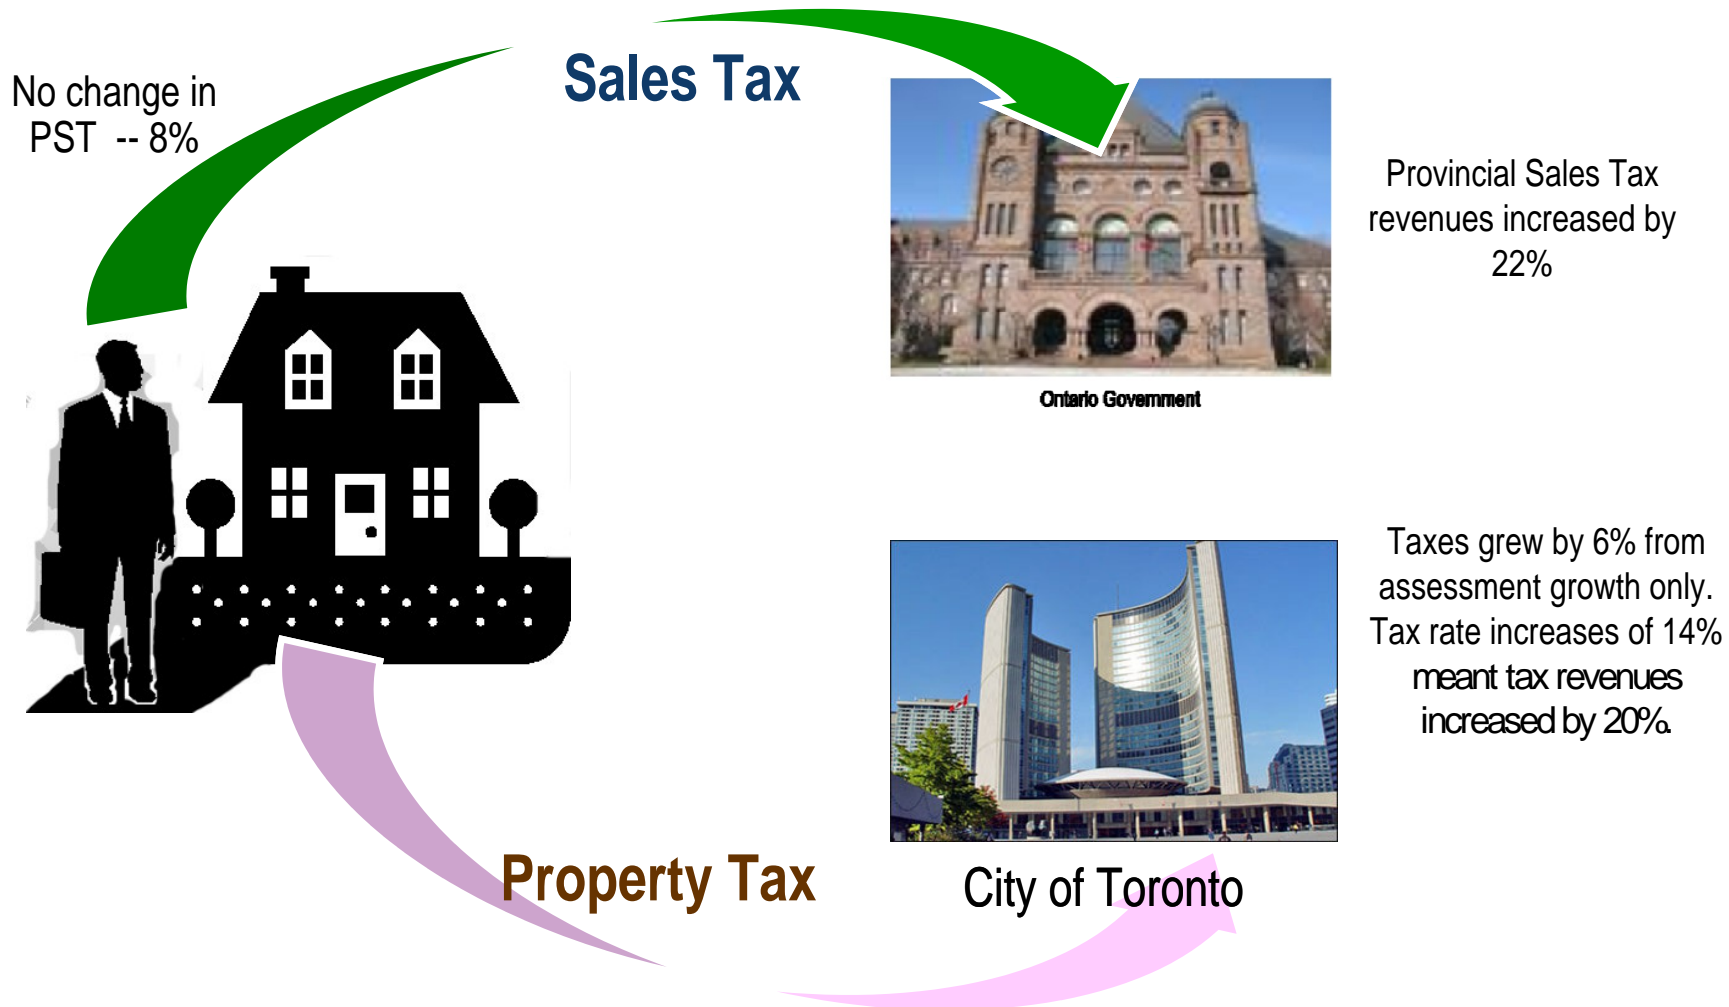 Sales Tax
No change in
PST -- 8%
Provincial Sales Tax
revenues increased by
22%
Ontario Government
Taxes grew by 6% from
assessment growth only.
Tax rate increases of 14%
meant tax revenues
increased by 20%.
Property Tax
City of Toronto